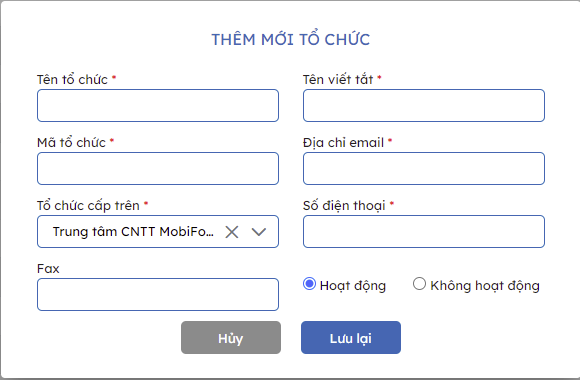 THÊM MỚI TỔ CHỨC
Tên tổ chức *
Tên viết tắt *
Mã tổ chức *
Địa chỉ email *
Tổ chức cấp trên *
Số điện thoại *
Trung tâm CNTT MobiFo...
Fax
Hoạt động
Không hoạt động
Hủy
Lưu lại